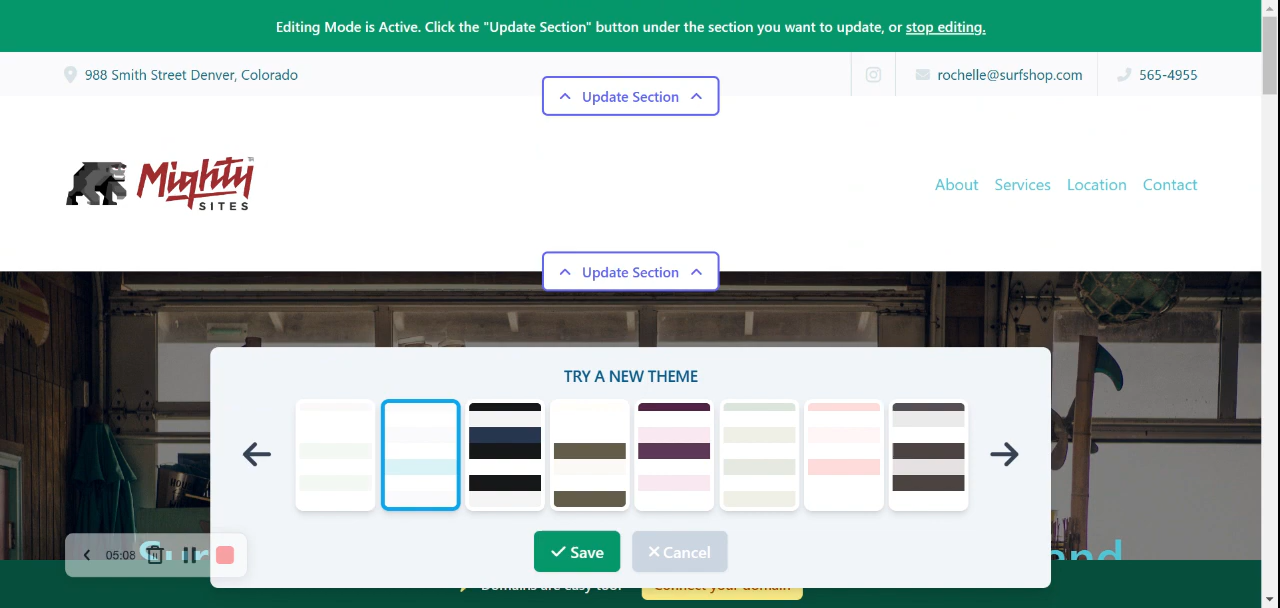 Editing Mode is Active. Click the "Update Section" button under the section you want to update, or stop editing.
988 Smith Street Denver, Colorado
rochelle@surfshop.com
565-4955
Update Section
Mighty
SITES
About Services Location Contact
Update Section
TRY A NEW THEME
Save
Cancel
05:08